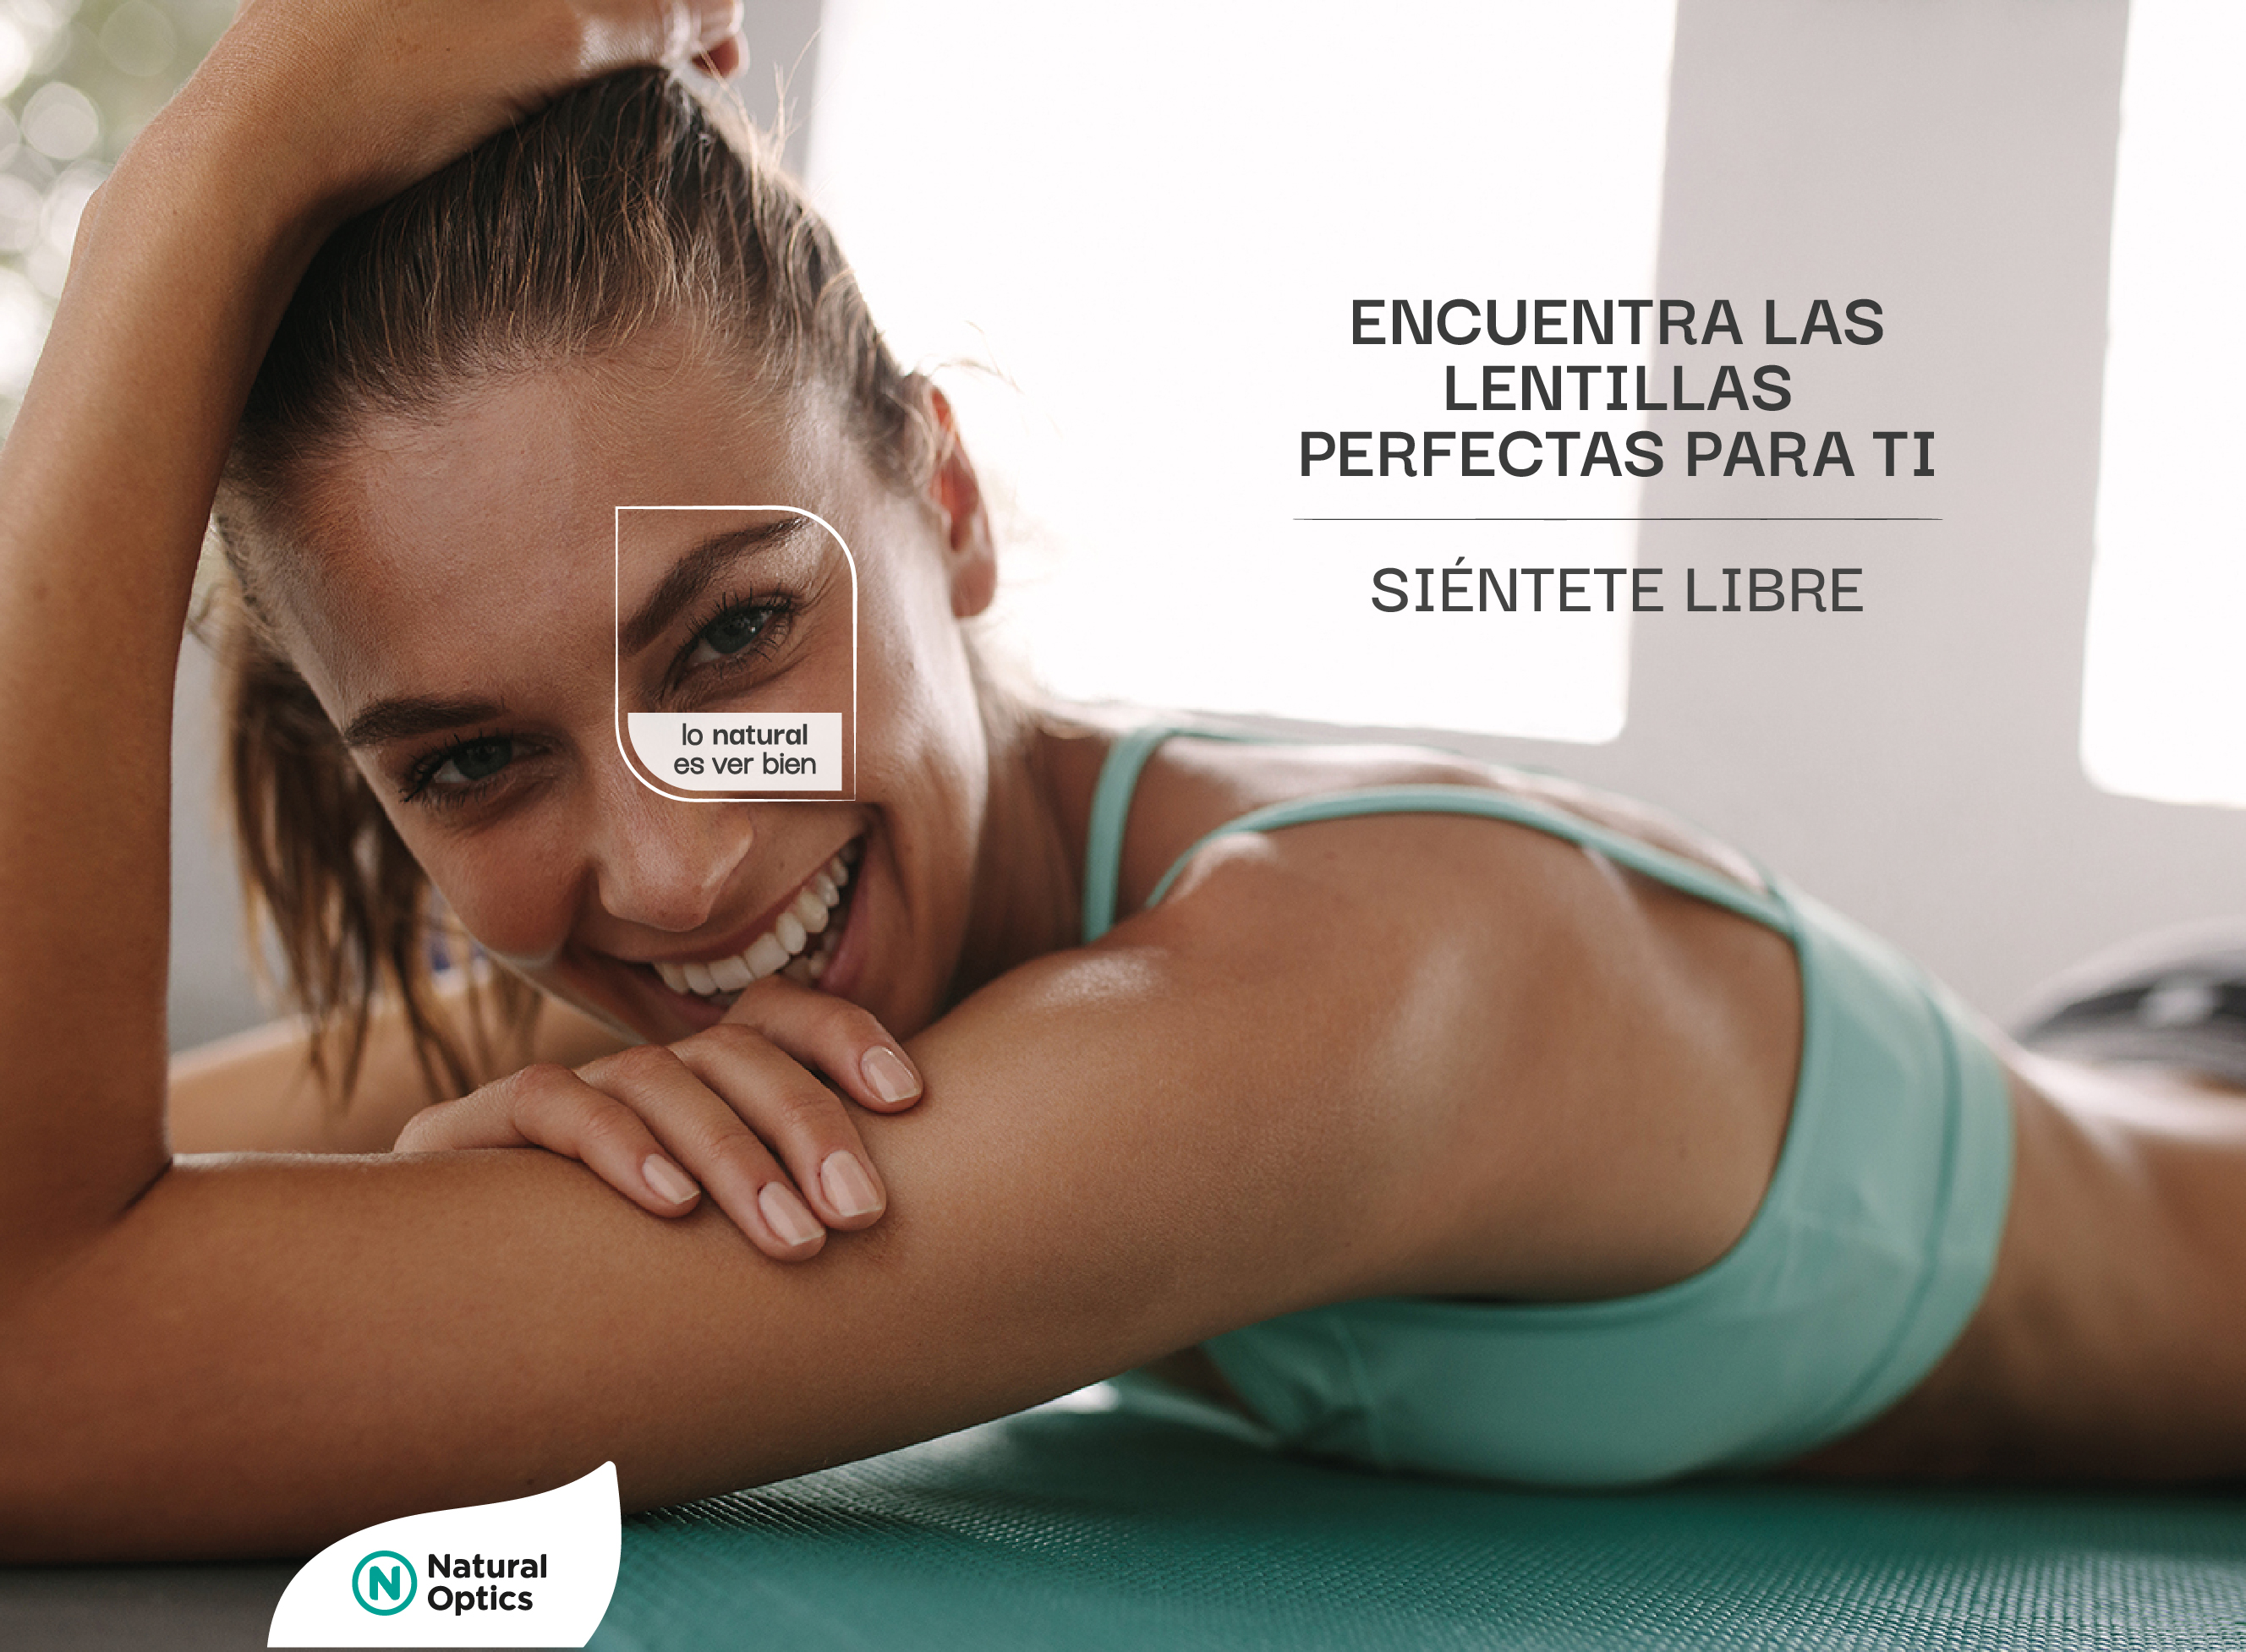 ENCUENTRA LAS
LENTILLAS
PERFECTAS PARA TI
SIÉNTETE LIBRE
lo natural
es ver bien
Natural
Optics